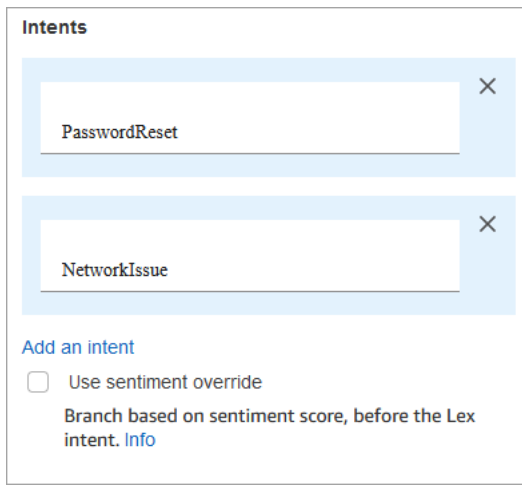 Intents
PasswordReset
NetworkIssue
Add an intent
Use sentiment override
Branch based on sentiment score, before the Lex
intent. Info